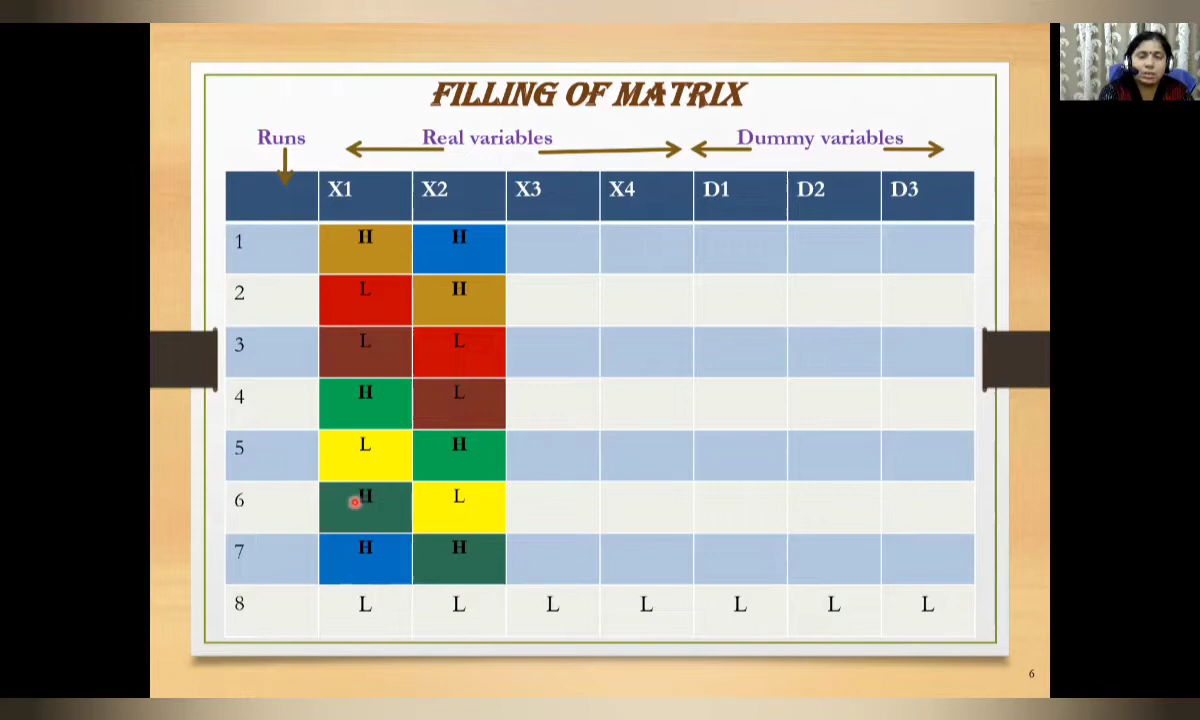 FILLING OF MATRIX
Runs Real variables Dummy variables
X1 X2 X3 X4 D1 D2 D3
1 H H
2 L H
3 L L
4 H L
5 L H
6 H L
7 H H
8 L L L L L L L
6